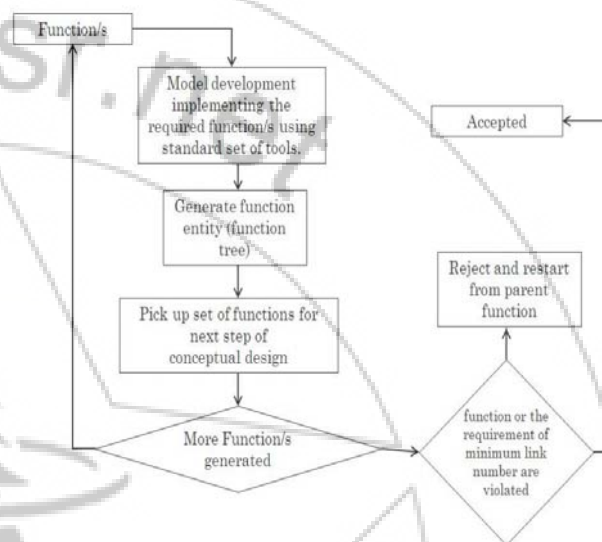 Function/s
Model development
implementing the
required function/s using
standard set of tools.
Generate function
entity (function
tree)
Pick up set of functions for
next step of
conceptual design
More Function/s
generated
Accepted
Reject and restart
from parent
function
function or the
requirement of
minimum link
number are
violated
sr.net